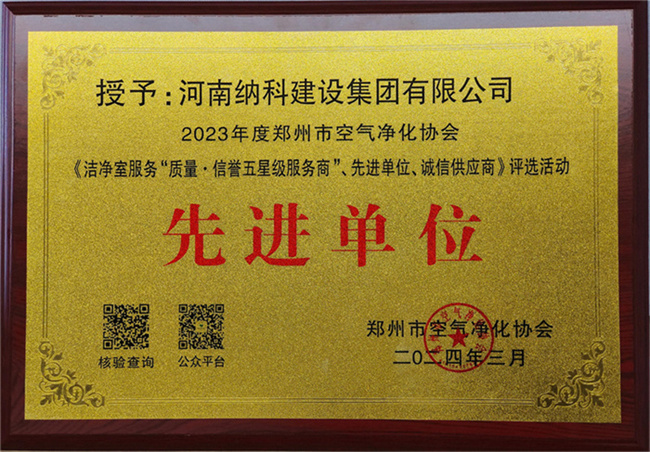 授予：河南纳科建设集团有限公司
2023年度郑州市空气净化协会
《洁净室服务“质量·信誉五星级服务商”、先进单位、诚信供应商》评选活动
先进单位
核验查询
公众平台
郑州市空气净化协会
二〇二四年三月